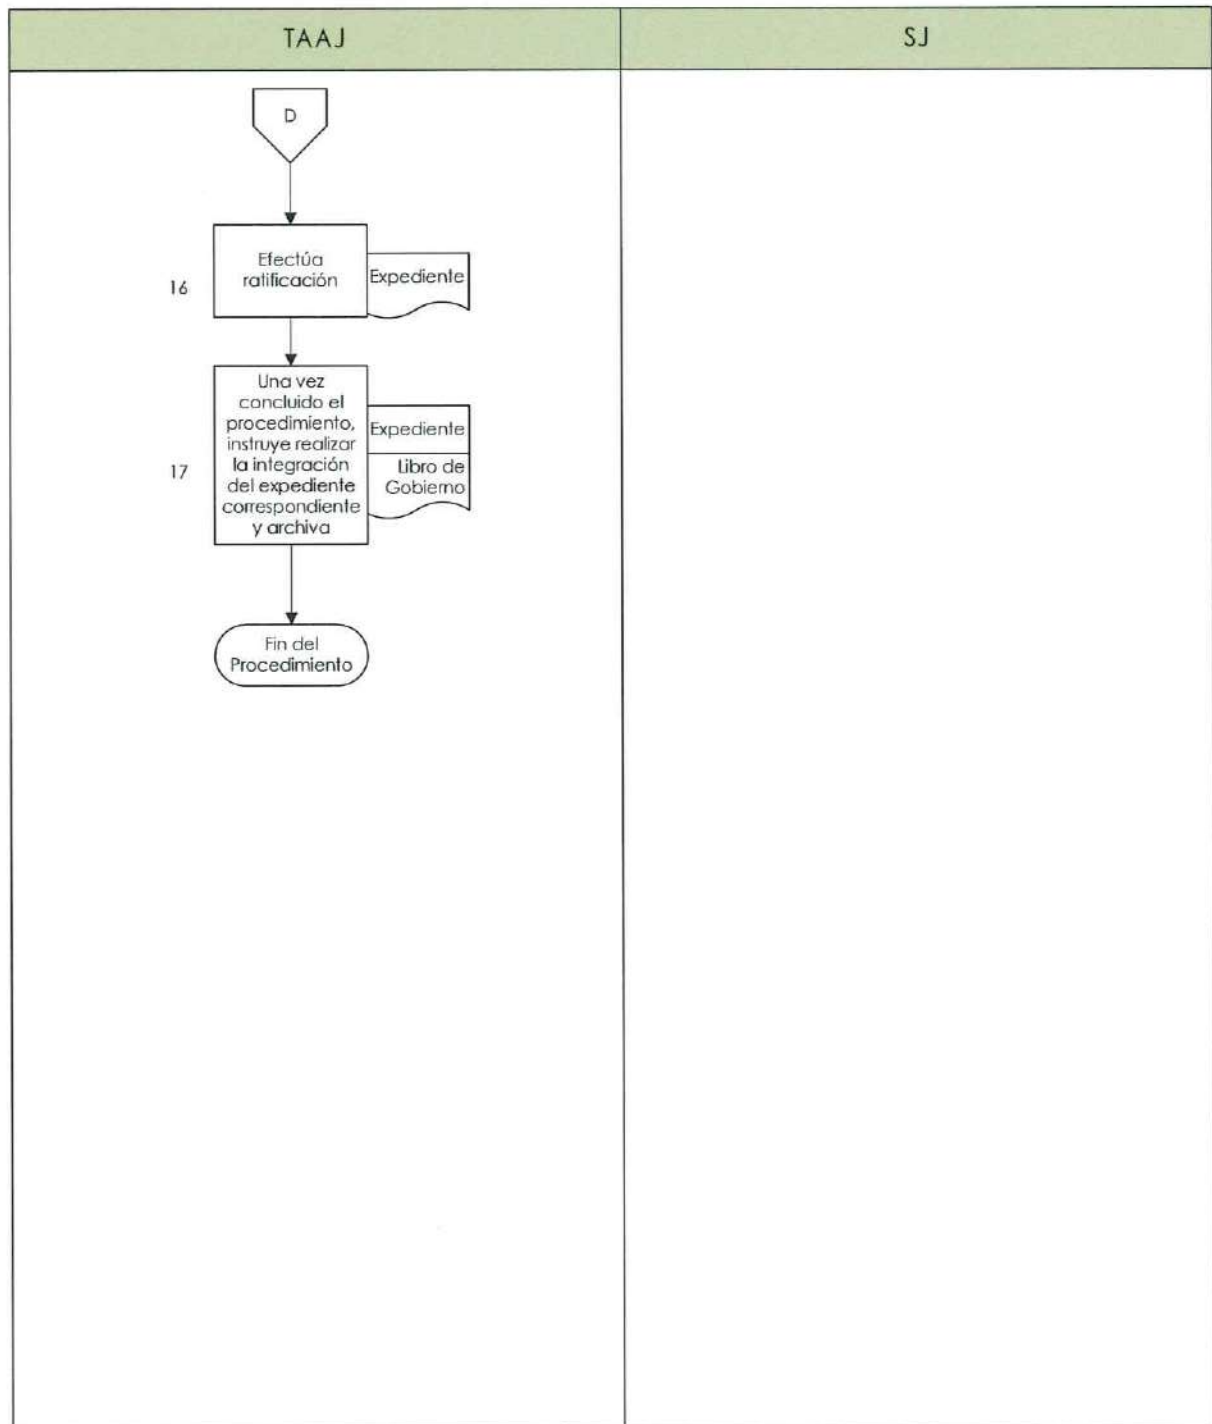 TAAJ
SJ
D
16
Efectúa
ratificación
Expediente
17
Una vez
concluido el
procedimiento,
instruye realizar
la integración
del expediente
correspondiente
y archiva
Expediente
Libro de
Gobierno
Fin del
Procedimiento